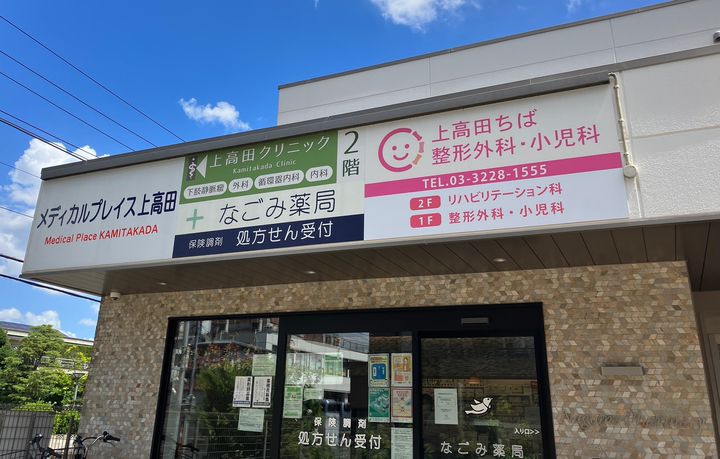 メディカルプレイス上高田
Medical Place KAMITAKADA
上高田クリニック
Kamitakada Clinic
下肢静脈瘤 外科 循環器内科 内科
2階
なごみ薬局
保険調剤 処方せん受付
上高田ちば
整形外科・小児科
TEL.03-3228-1555
2F リハビリテーション科
1F 整形外科・小児科
保険調剤
処方せん受付
入り口>>
なごみ薬局